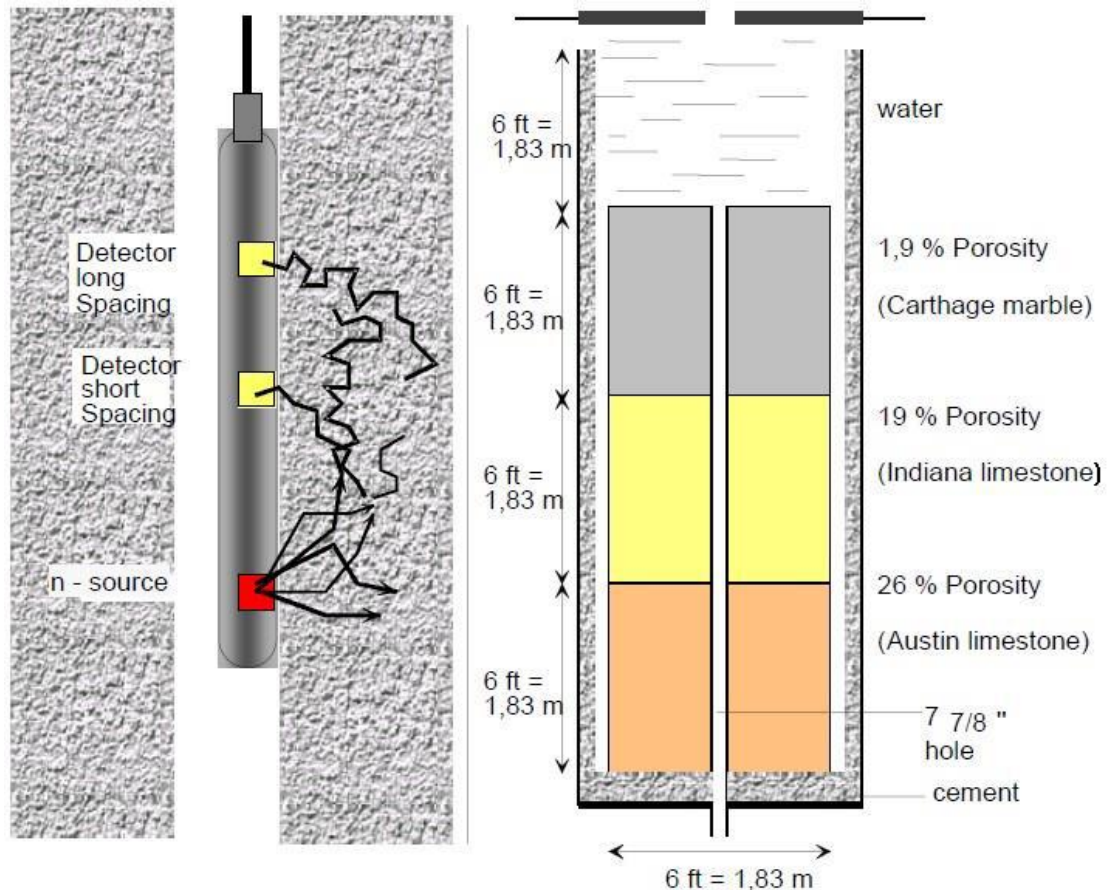 Detector
long
Spacing
Detector
short
Spacing
n - source
6 ft =
1,83 m
6 ft =
1,83 m
6 ft =
1,83 m
6 ft =
1,83 m
water
1,9 % Porosity
(Carthage marble)
19 % Porosity
(Indiana limestone)
26 % Porosity
(Austin limestone)
7 7/8 "
hole
cement
6 ft = 1,83 m